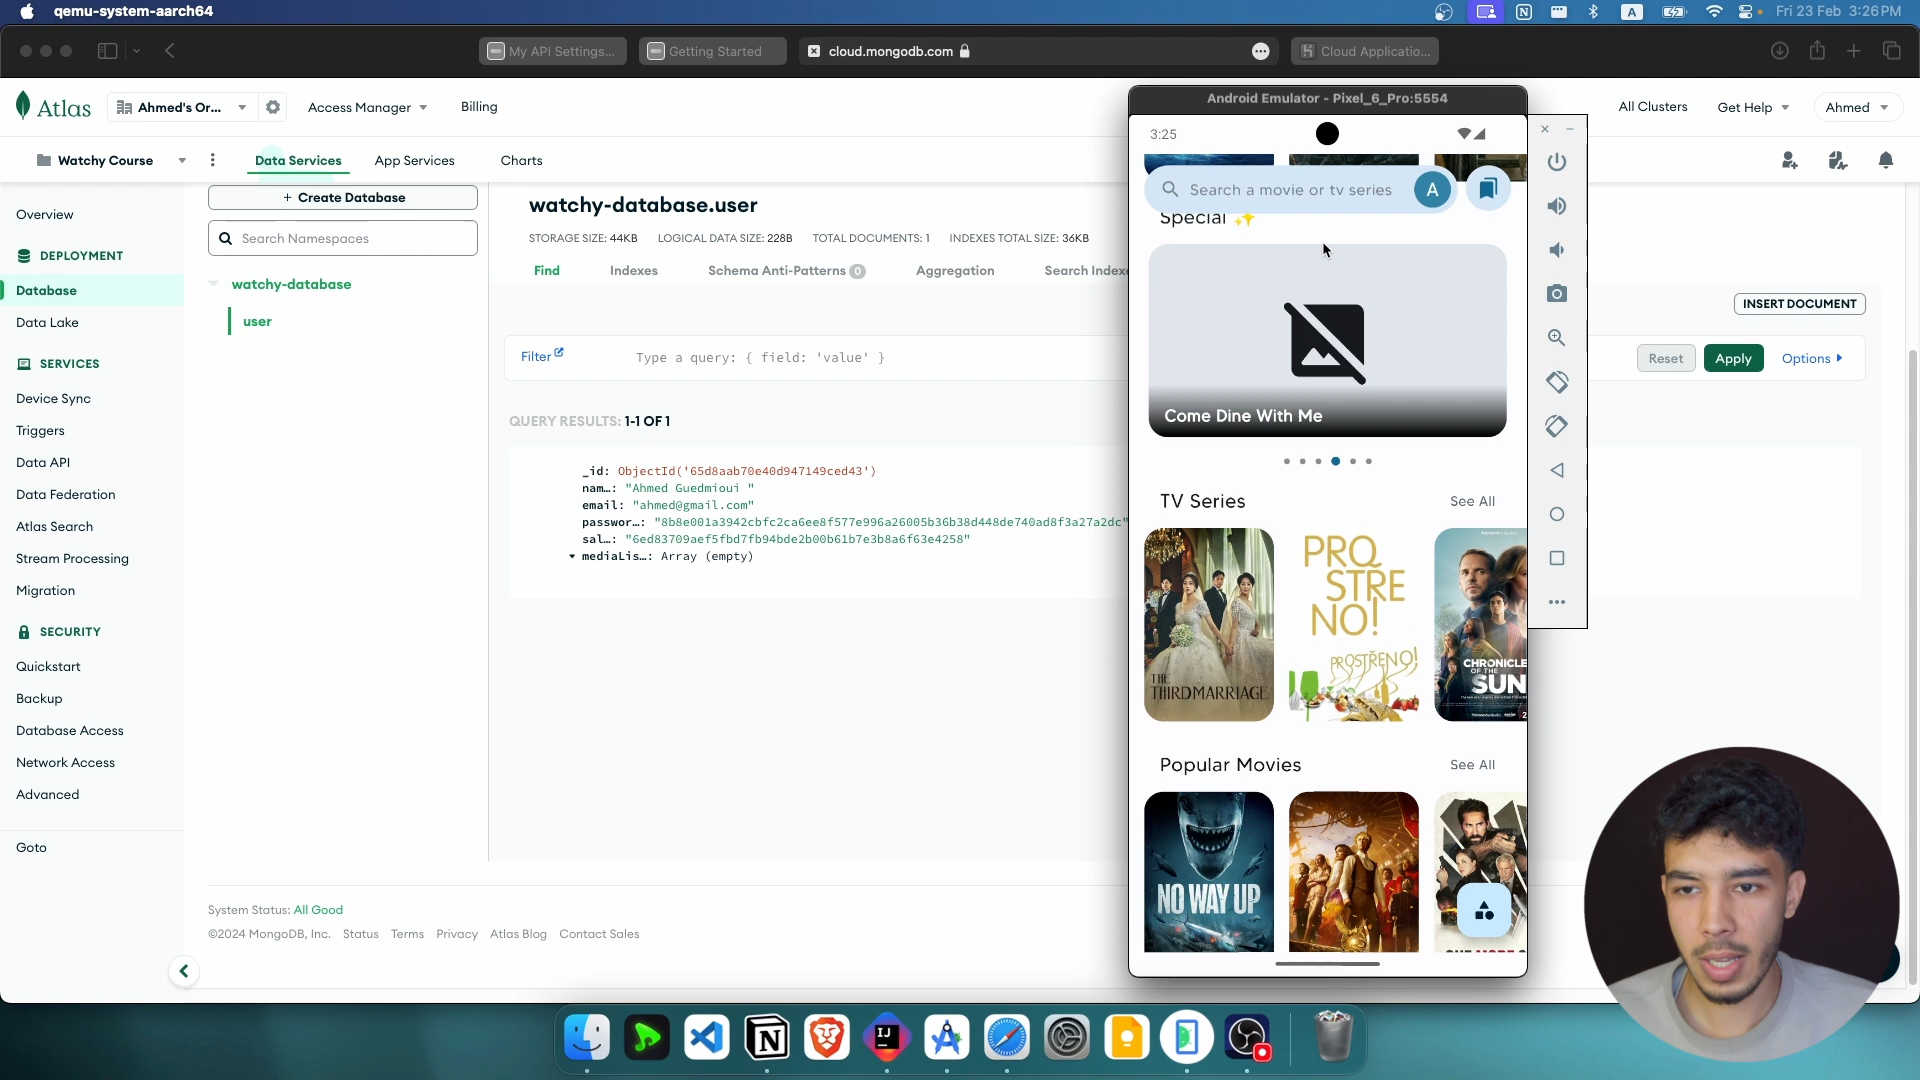 qemu-system-aarch64
A
Fri 23 Feb 3:26 PM
My API Settings...
Getting Started
cloud.mongodb.com
Cloud Applicatio...
Atlas
Ahmed's Or...
Access Manager
Billing
All Clusters
Get Help
Ahmed
Watchy Course
Data Services
App Services
Charts
Overview
DEPLOYMENT
Database
Data Lake
SERVICES
Device Sync
Triggers
Data API
Data Federation
Atlas Search
Stream Processing
Migration
SECURITY
Quickstart
Backup
Database Access
Network Access
Advanced
Goto
+ Create Database
Search Namespaces
watchy-database
user
watchy-database.user
STORAGE SIZE: 44KB LOGICAL DATA SIZE: 228B TOTAL DOCUMENTS: 1 INDEXES TOTAL SIZE: 36KB
Find Indexes Schema Anti-Patterns 0 Aggregation Search Index
INSERT DOCUMENT
Filter
Type a query: { field: 'value' }
Reset
Apply
Options
QUERY RESULTS: 1-1 OF 1
_id: ObjectId('65d8aab70e40d947149ced43')
nam…: "Ahmed Guedmioui "
email: "ahmed@gmail.com"
passwor…: "8b8e001a3942cbfc2ca6ee8f577e996a26005b36b38d448de740ad8f3a27a2dc"
sal…: "6ed83709aef5fbd7fb94bde2b00b61b7e3b8a6f63e4258"
mediaLis…: Array (empty)
System Status: All Good
©2024 MongoDB, Inc. Status Terms Privacy Atlas Blog Contact Sales
Android Emulator - Pixel_6_Pro:5554
3:25
Search a movie or tv series
A
Special
Come Dine With Me
TV Series
See All
THE THIRD MARRIAGE
PROSTŘENO!
PROSTŘENO!
CHRONICLE
OF THE
SUN
Popular Movies
See All
NO WAY UP
IJ